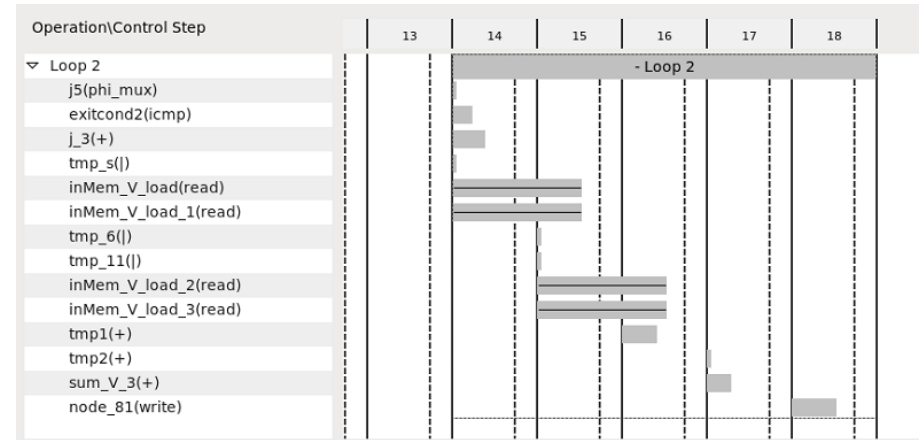 Operation\Control Step 13 14 15 16 17 18
Loop 2 - Loop 2
j5(phi_mux)
exitcond2(icmp)
j_3(+)
tmp_s(|)
inMem_V_load(read)
inMem_V_load_1(read)
tmp_6(|)
tmp_11(|)
inMem_V_load_2(read)
inMem_V_load_3(read)
tmp1(+)
tmp2(+)
sum_V_3(+)
node_81(write)